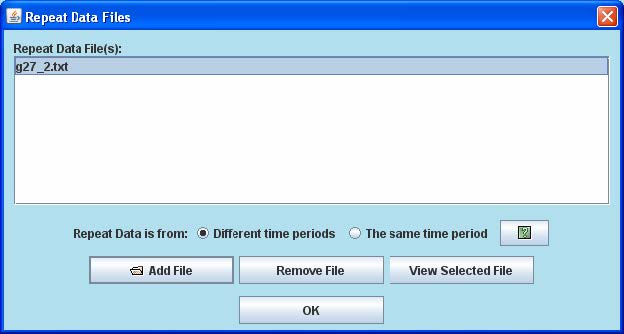 Repeat Data Files
Repeat Data File(s):
g27_2.txt
Repeat Data is from: Different time periods The same time period ?
Add File Remove File View Selected File
OK